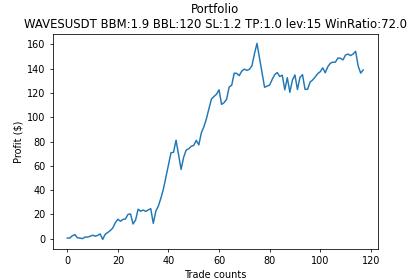 Portfolio
WAVESUSDT BBM:1.9 BBL:120 SL:1.2 TP:1.0 lev:15 WinRatio:72.0
160
140
120
100
80
60
40
20
0
Profit ($)
0 20 40 60 80 100 120
Trade counts